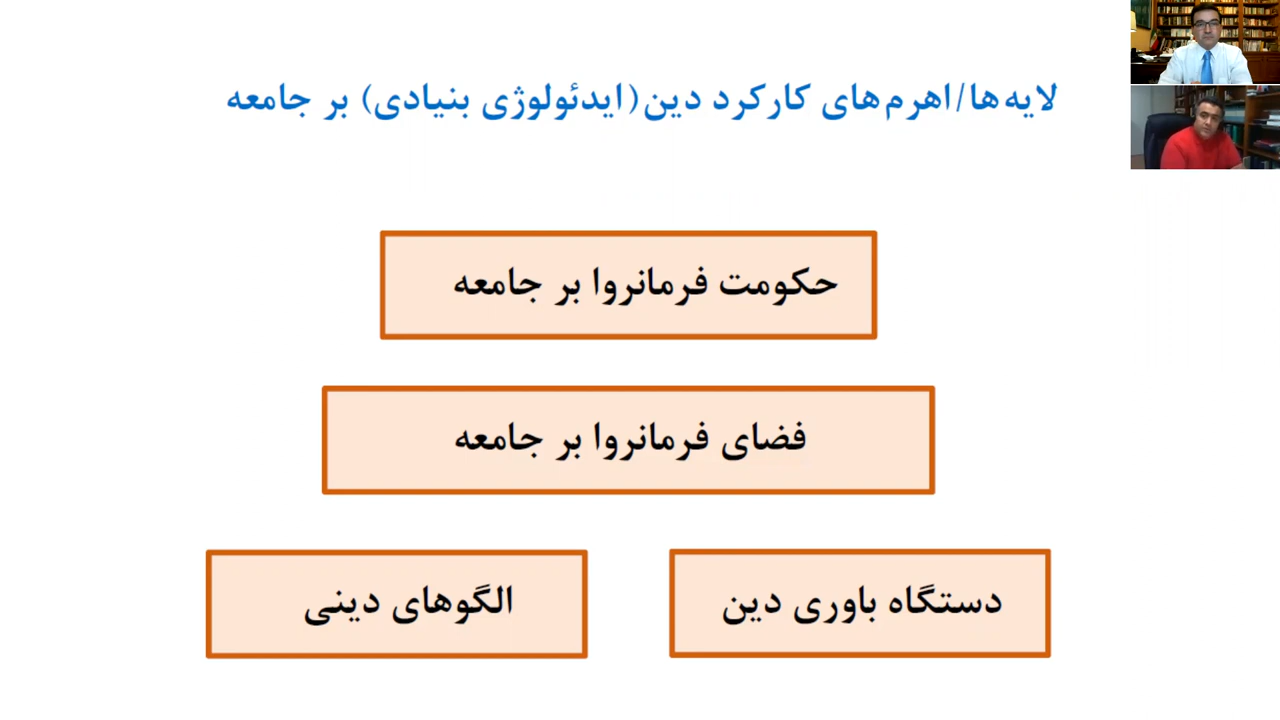 لایه‌ها/اهرم‌های کارکرد دین(ایدئولوژی بنیادی) بر جامعه
حکومت فرمانروا بر جامعه
فضای فرمانروا بر جامعه
دستگاه باوری دین
الگوهای دینی